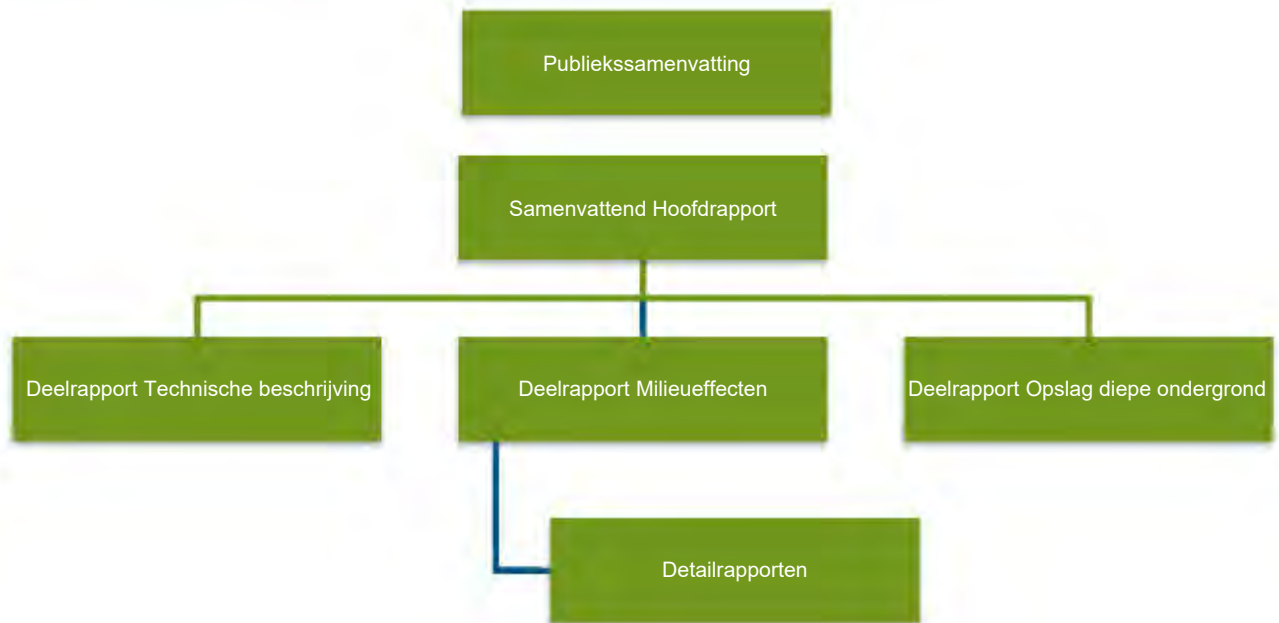 Publiekssamenvatting
Samenvattend Hoofdrapport
Deelrapport Technische beschrijving
Deelrapport Milieueffecten
Deelrapport Opslag diepe ondergrond
Detailrapporten